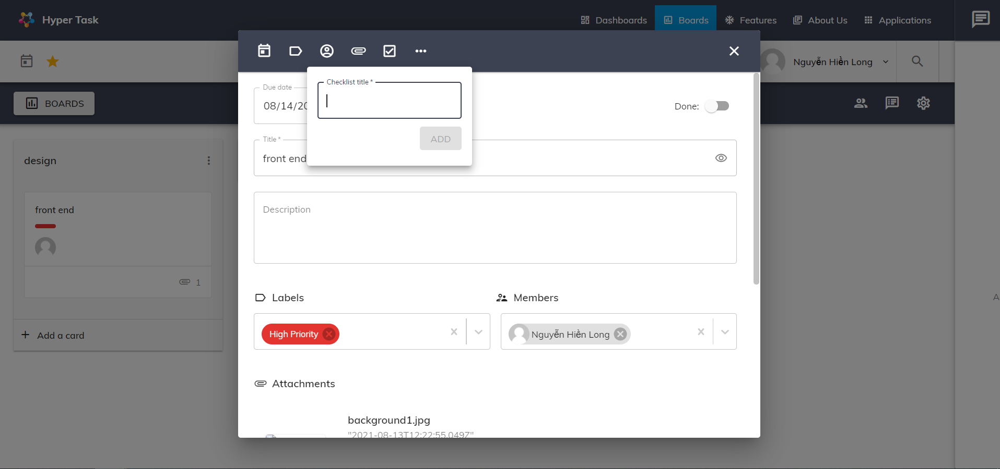 Hyper Task
Dashboards
Boards
Features
About Us
Applications
Nguyễn Hiền Long
BOARDS
design
front end
1
Add a card
Checklist title *
ADD
Due date
08/14/20
Done:
Title *
front end
Description
Labels
High Priority
Members
Nguyễn Hiền Long
Attachments
background1.jpg
"2021-08-13T12:22:55.049Z"
A